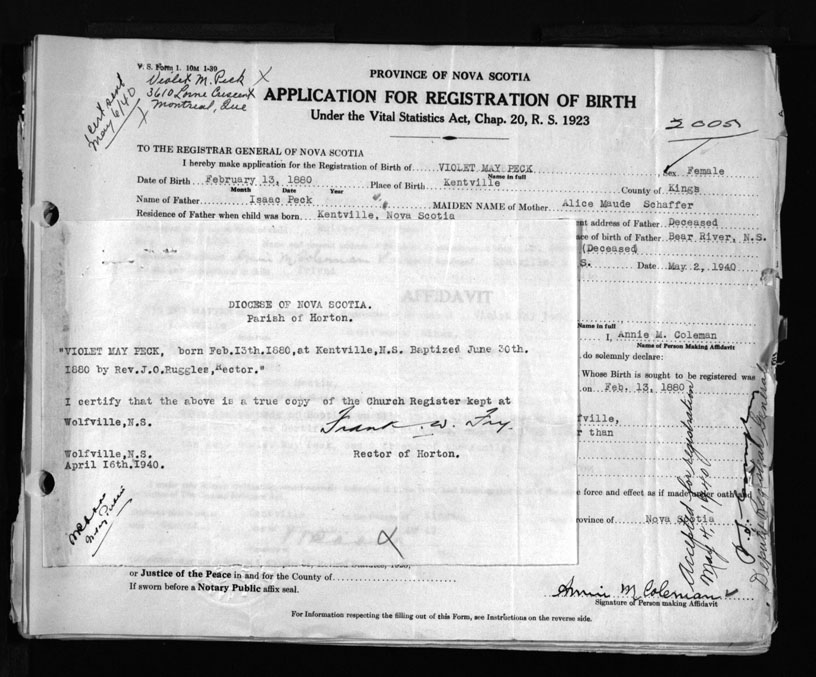 V. S. Form 1. 10M 1-39
Violet M. Peck X
3610 Lorne Crescent
Montreal, Que
1 cert sent
May 6/40
PROVINCE OF NOVA SCOTIA
APPLICATION FOR REGISTRATION OF BIRTH
Under the Vital Statistics Act, Chap. 20, R. S. 1923
2005
TO THE REGISTRAR GENERAL OF NOVA SCOTIA
I hereby make application for the Registration of Birth of VIOLET MAY PECK Sex Female
Name in full
Date of Birth February 13, 1880 Place of Birth Kentville County of Kings
Month Date Year
Name of Father Isaac Peck MAIDEN NAME of Mother Alice Maude Schaffer
Residence of Father when child was born Kentville, Nova Scotia
nt address of Father Deceased
ce of birth of Father Bear River, N.S.
(Deceased
S. Date May 2, 1940
DIOCESE OF NOVA SCOTIA.
Parish of Horton.
"VIOLET MAY PECK, born Feb.13th.1880, at Kentville,N.S. Baptized June 30th.
1880 by Rev.J.O.Ruggles,Rector."
I certify that the above is a true copy of the Church Register kept at
Wolfville,N.S.
Frank W. Fry
Wolfville,N.S. Rector of Horton.
April 16th.1940.
Notary Public
X
AFFIDAVIT
Name in full
I, Annie M. Coleman
Name of Person Making Affidavit
, do solemnly declare:
Whose Birth is sought to be registered was
on Feb. 13, 1880
fville,
r than
e force and effect as if made under oath and
rovince of Nova Scotia
Accepted for registration
May 4. 1940
Deputy Registrar General
or Justice of the Peace in and for the County of
If sworn before a Notary Public affix seal.
Annie M Coleman
Signature of Person making Affidavit
For Information respecting the filling out of this Form, see Instructions on the reverse side.